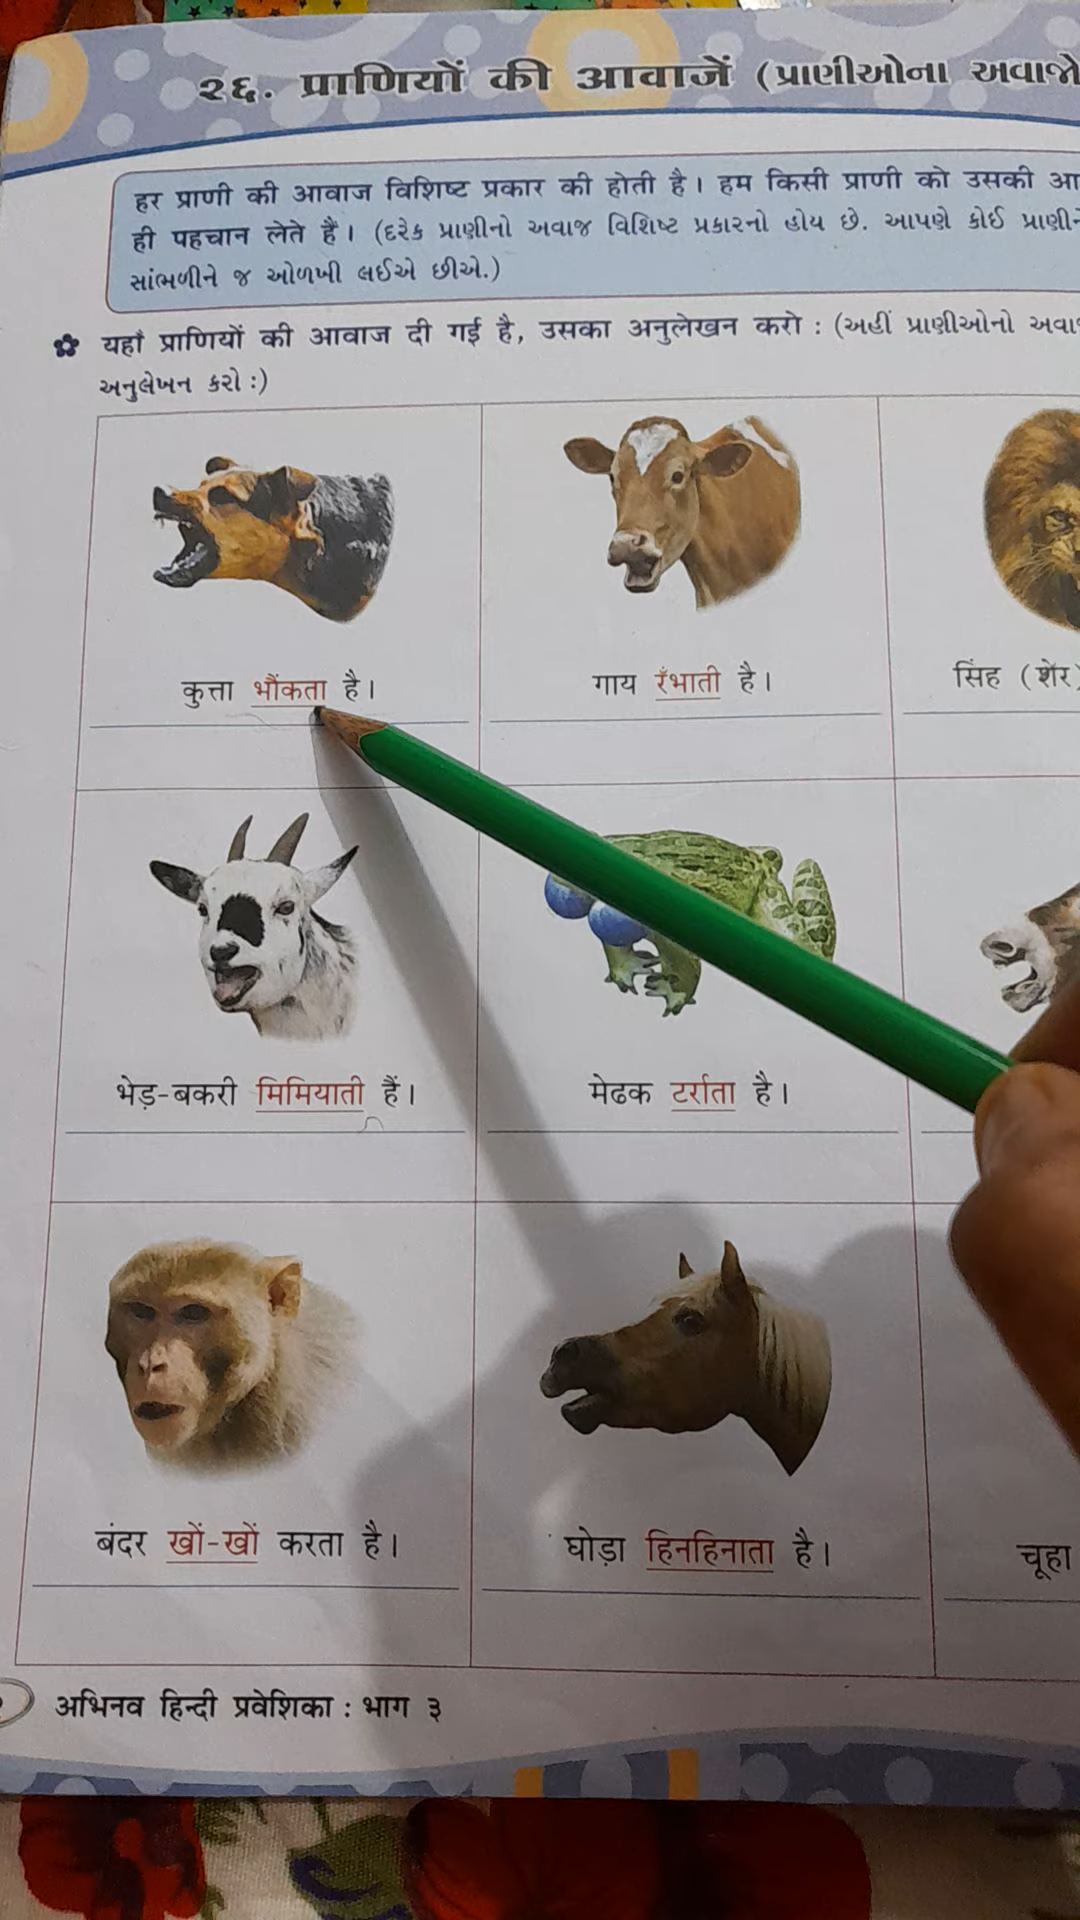 ૨૬. प्राणियों की आवाजें (પ્રાણીઓના અવાજો
हर प्राणी की आवाज विशिष्ट प्रकार की होती है। हम किसी प्राणी को उसकी आ
ही पहचान लेते हैं। (દરેક પ્રાણીનો અવાજ વિશિષ્ટ પ્રકારનો હોય છે. આપણે કોઈ પ્રાણીને
સાંભળીને જ ઓળખી લઈએ છીએ.)
यहाँ प्राणियों की आवाज दी गई है, उसका अनुलेखन करो : (અહીં પ્રાણીઓનો અવાજ
અનુલેખન કરો :)
कुत्ता भौंकता है।
गाय रँभाती है।
सिंह (शेर)
भेड़-बकरी मिमियाती हैं।
मेढक टर्राता है।
बंदर खों-खों करता है।
घोड़ा हिनहिनाता है।
चूहा
अभिनव हिन्दी प्रवेशिका : भाग ३